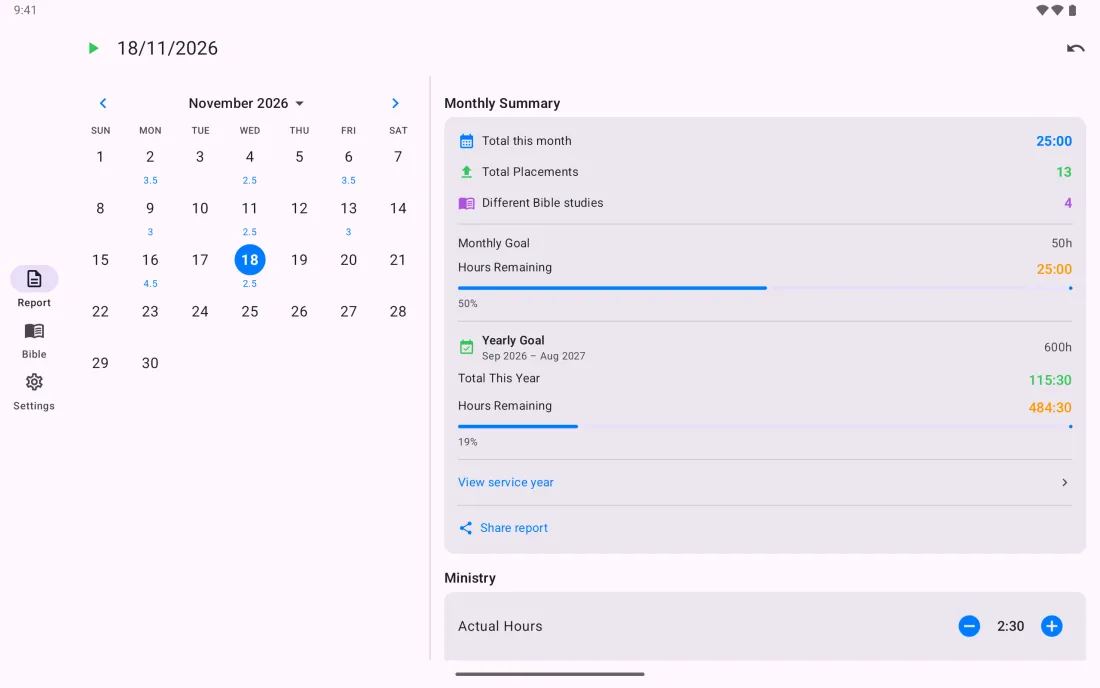 9:41
18/11/2026
November 2026
SUN MON TUE WED THU FRI SAT
1 2 3 4 5 6 7
3.5 2.5 3.5
8 9 10 11 12 13 14
3 2.5 3
15 16 17 18 19 20 21
4.5 2.5
22 23 24 25 26 27 28
29 30
Report
Bible
Settings
Monthly Summary
Total this month 25:00
Total Placements 13
Different Bible studies 4
Monthly Goal 50h
Hours Remaining 25:00
50%
Yearly Goal 600h
Sep 2026 – Aug 2027
Total This Year 115:30
Hours Remaining 484:30
19%
View service year
Share report
Ministry
Actual Hours 2:30